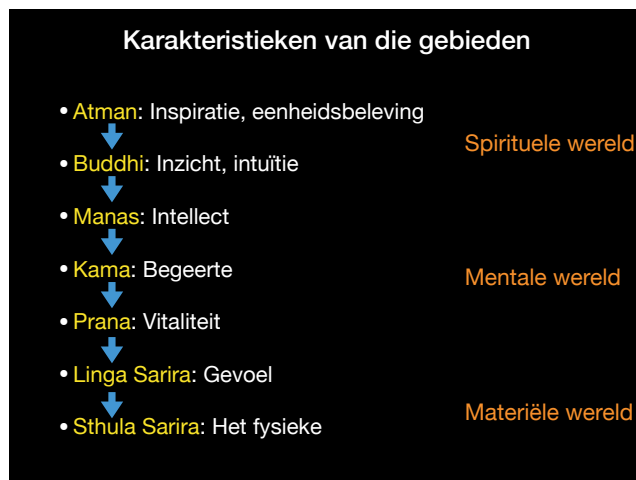 Karakteristieken van die gebieden
• Atman: Inspiratie, eenheidsbeleving
Spirituele wereld
• Buddhi: Inzicht, intuïtie
• Manas: Intellect
• Kama: Begeerte
Mentale wereld
• Prana: Vitaliteit
• Linga Sarira: Gevoel
Materiële wereld
• Sthula Sarira: Het fysieke